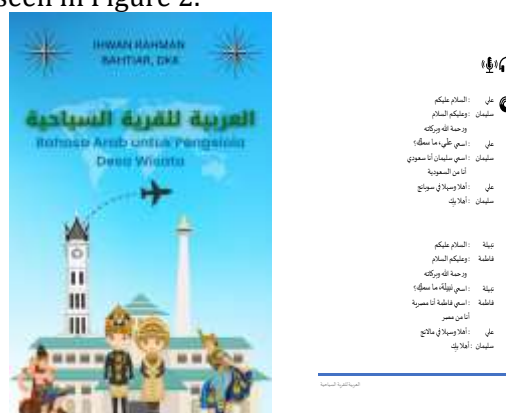 seen in Figure 2.
IHWAN RAHMAN
BAHTIAR, DKK
العربية للقرية السياحية
Bahasa Arab untuk Pengelola
Desa Wisata
علي : السلام عليكم
سليمان : وعليكم السلام
ورحمة الله وبركاته
علي : اسمي علي، ما سمك؟
سليمان : اسمي سليمان أنا سعودي
أنا من السعودية
علي : أهلا وسهلا في
سليمان : أهلا بك
نبيلة : السلام عليكم
فاطمة : وعليكم السلام
ورحمة الله وبركاته
نبيلة : اسمي نبيلة، ما سمك؟
فاطمة : اسمي فاطمة أنا مصرية
أنا من مصر
علي : أهلا وسهلا في مالانج
سليمان : أهلا بك
العربية للقرية السياحية